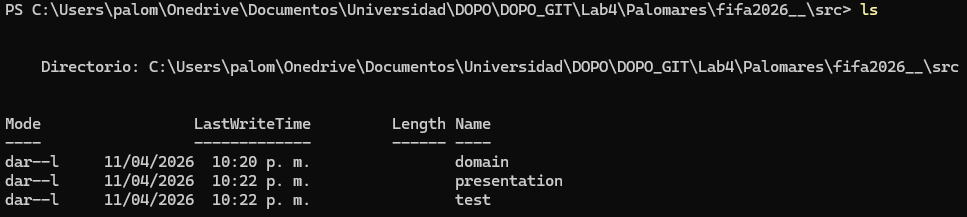 PS C:\Users\palom\Onedrive\Documentos\Universidad\DOPO\DOPO_GIT\Lab4\Palomares\fifa2026__\src> ls
Directorio: C:\Users\palom\Onedrive\Documentos\Universidad\DOPO\DOPO_GIT\Lab4\Palomares\fifa2026__\src
Mode                 LastWriteTime         Length Name
----                 -------------         ------ ----
dar--l     11/04/2026  10:20 p. m.                domain
dar--l     11/04/2026  10:22 p. m.                presentation
dar--l     11/04/2026  10:22 p. m.                test